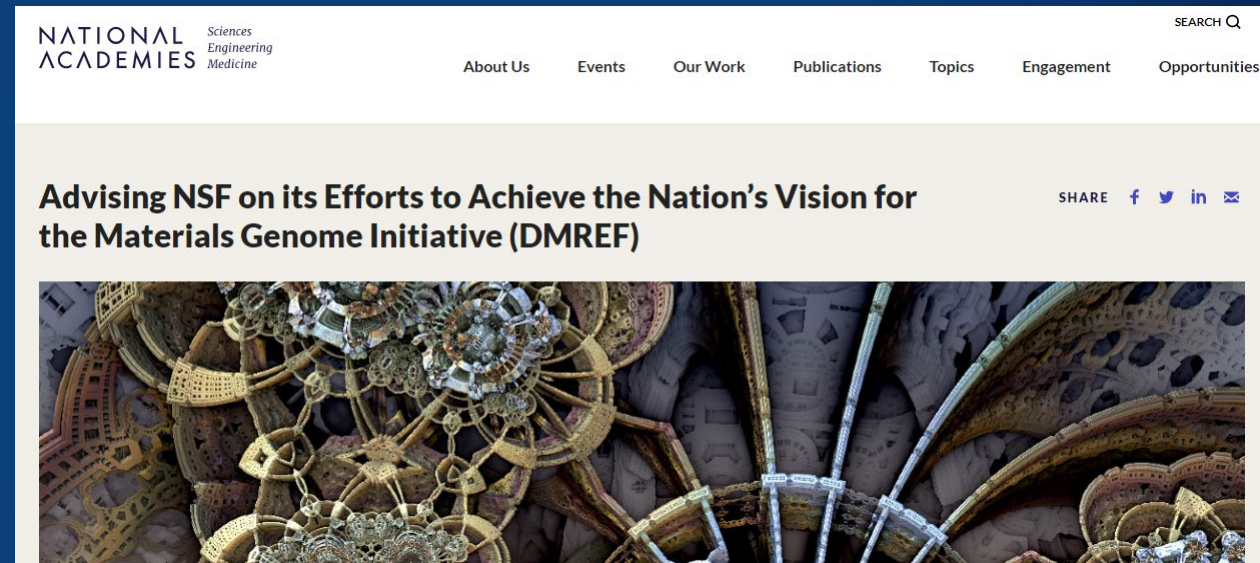 SEARCH
NATIONAL
ACADEMIES
Sciences
Engineering
Medicine
About Us Events Our Work Publications Topics Engagement Opportunities
Advising NSF on its Efforts to Achieve the Nation's Vision for
the Materials Genome Initiative (DMREF)
SHARE